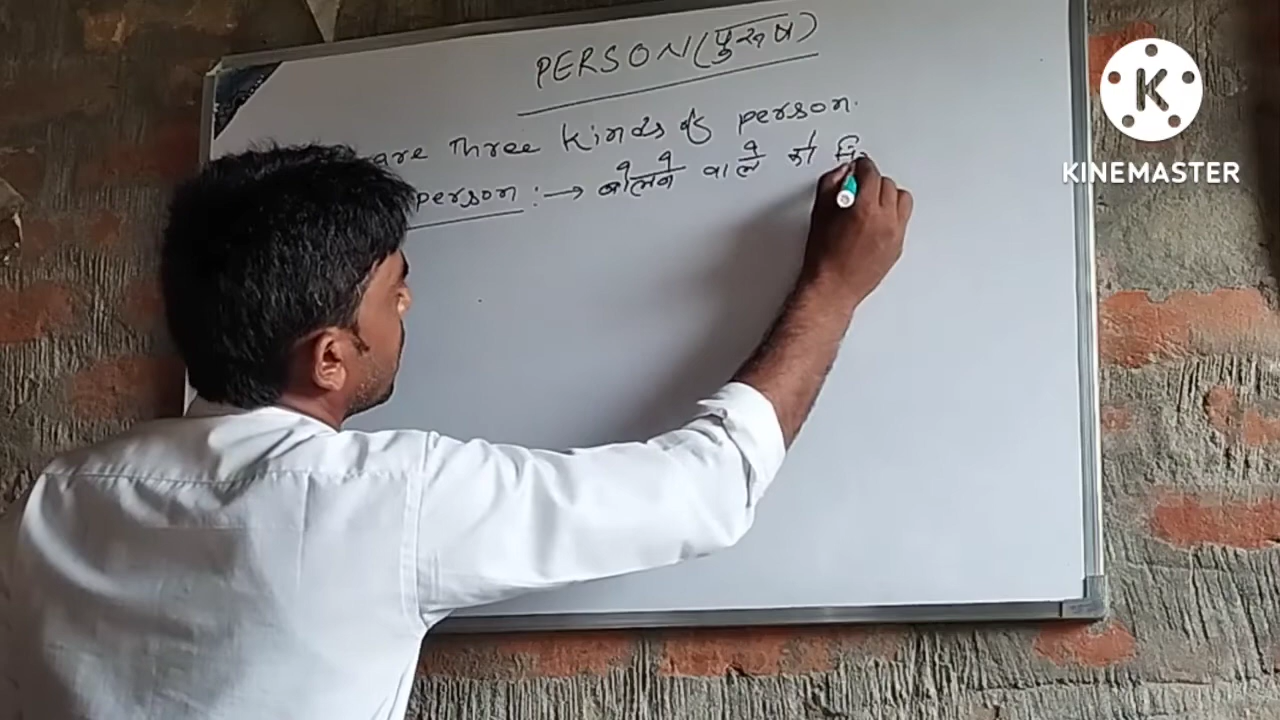 PERSON (पुरुष)
are Three Kinds of person.
person :→ बोलने वाले को
K
KINEMASTER